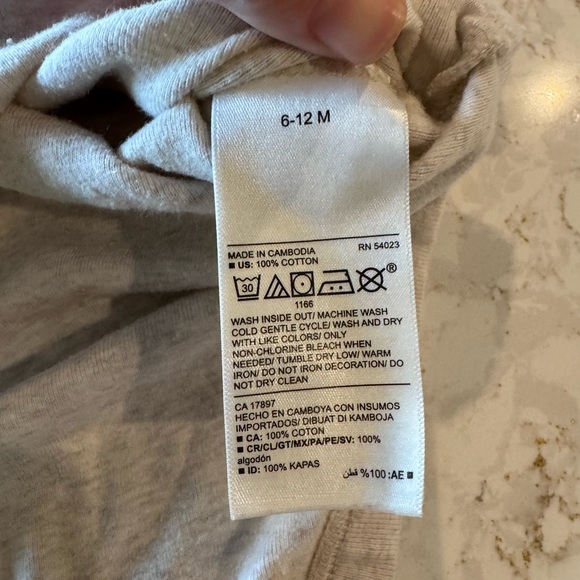 6-12 M
MADE IN CAMBODIA RN 54023
■ US: 100% COTTON
30 ®
1166
WASH INSIDE OUT/ MACHINE WASH
COLD GENTLE CYCLE/ WASH AND DRY
WITH LIKE COLORS/ ONLY
NON-CHLORINE BLEACH WHEN
NEEDED/ TUMBLE DRY LOW/ WARM
IRON/ DO NOT IRON DECORATION/ DO
NOT DRY CLEAN
CA 17897
HECHO EN CAMBOYA CON INSUMOS
IMPORTADOS/ DIBUAT DI KAMBOJA
■ CA: 100% COTTON
■ CR/CL/GT/MX/PA/PE/SV: 100%
algodón
■ ID: 100% KAPAS
■ AE: 100% قطن